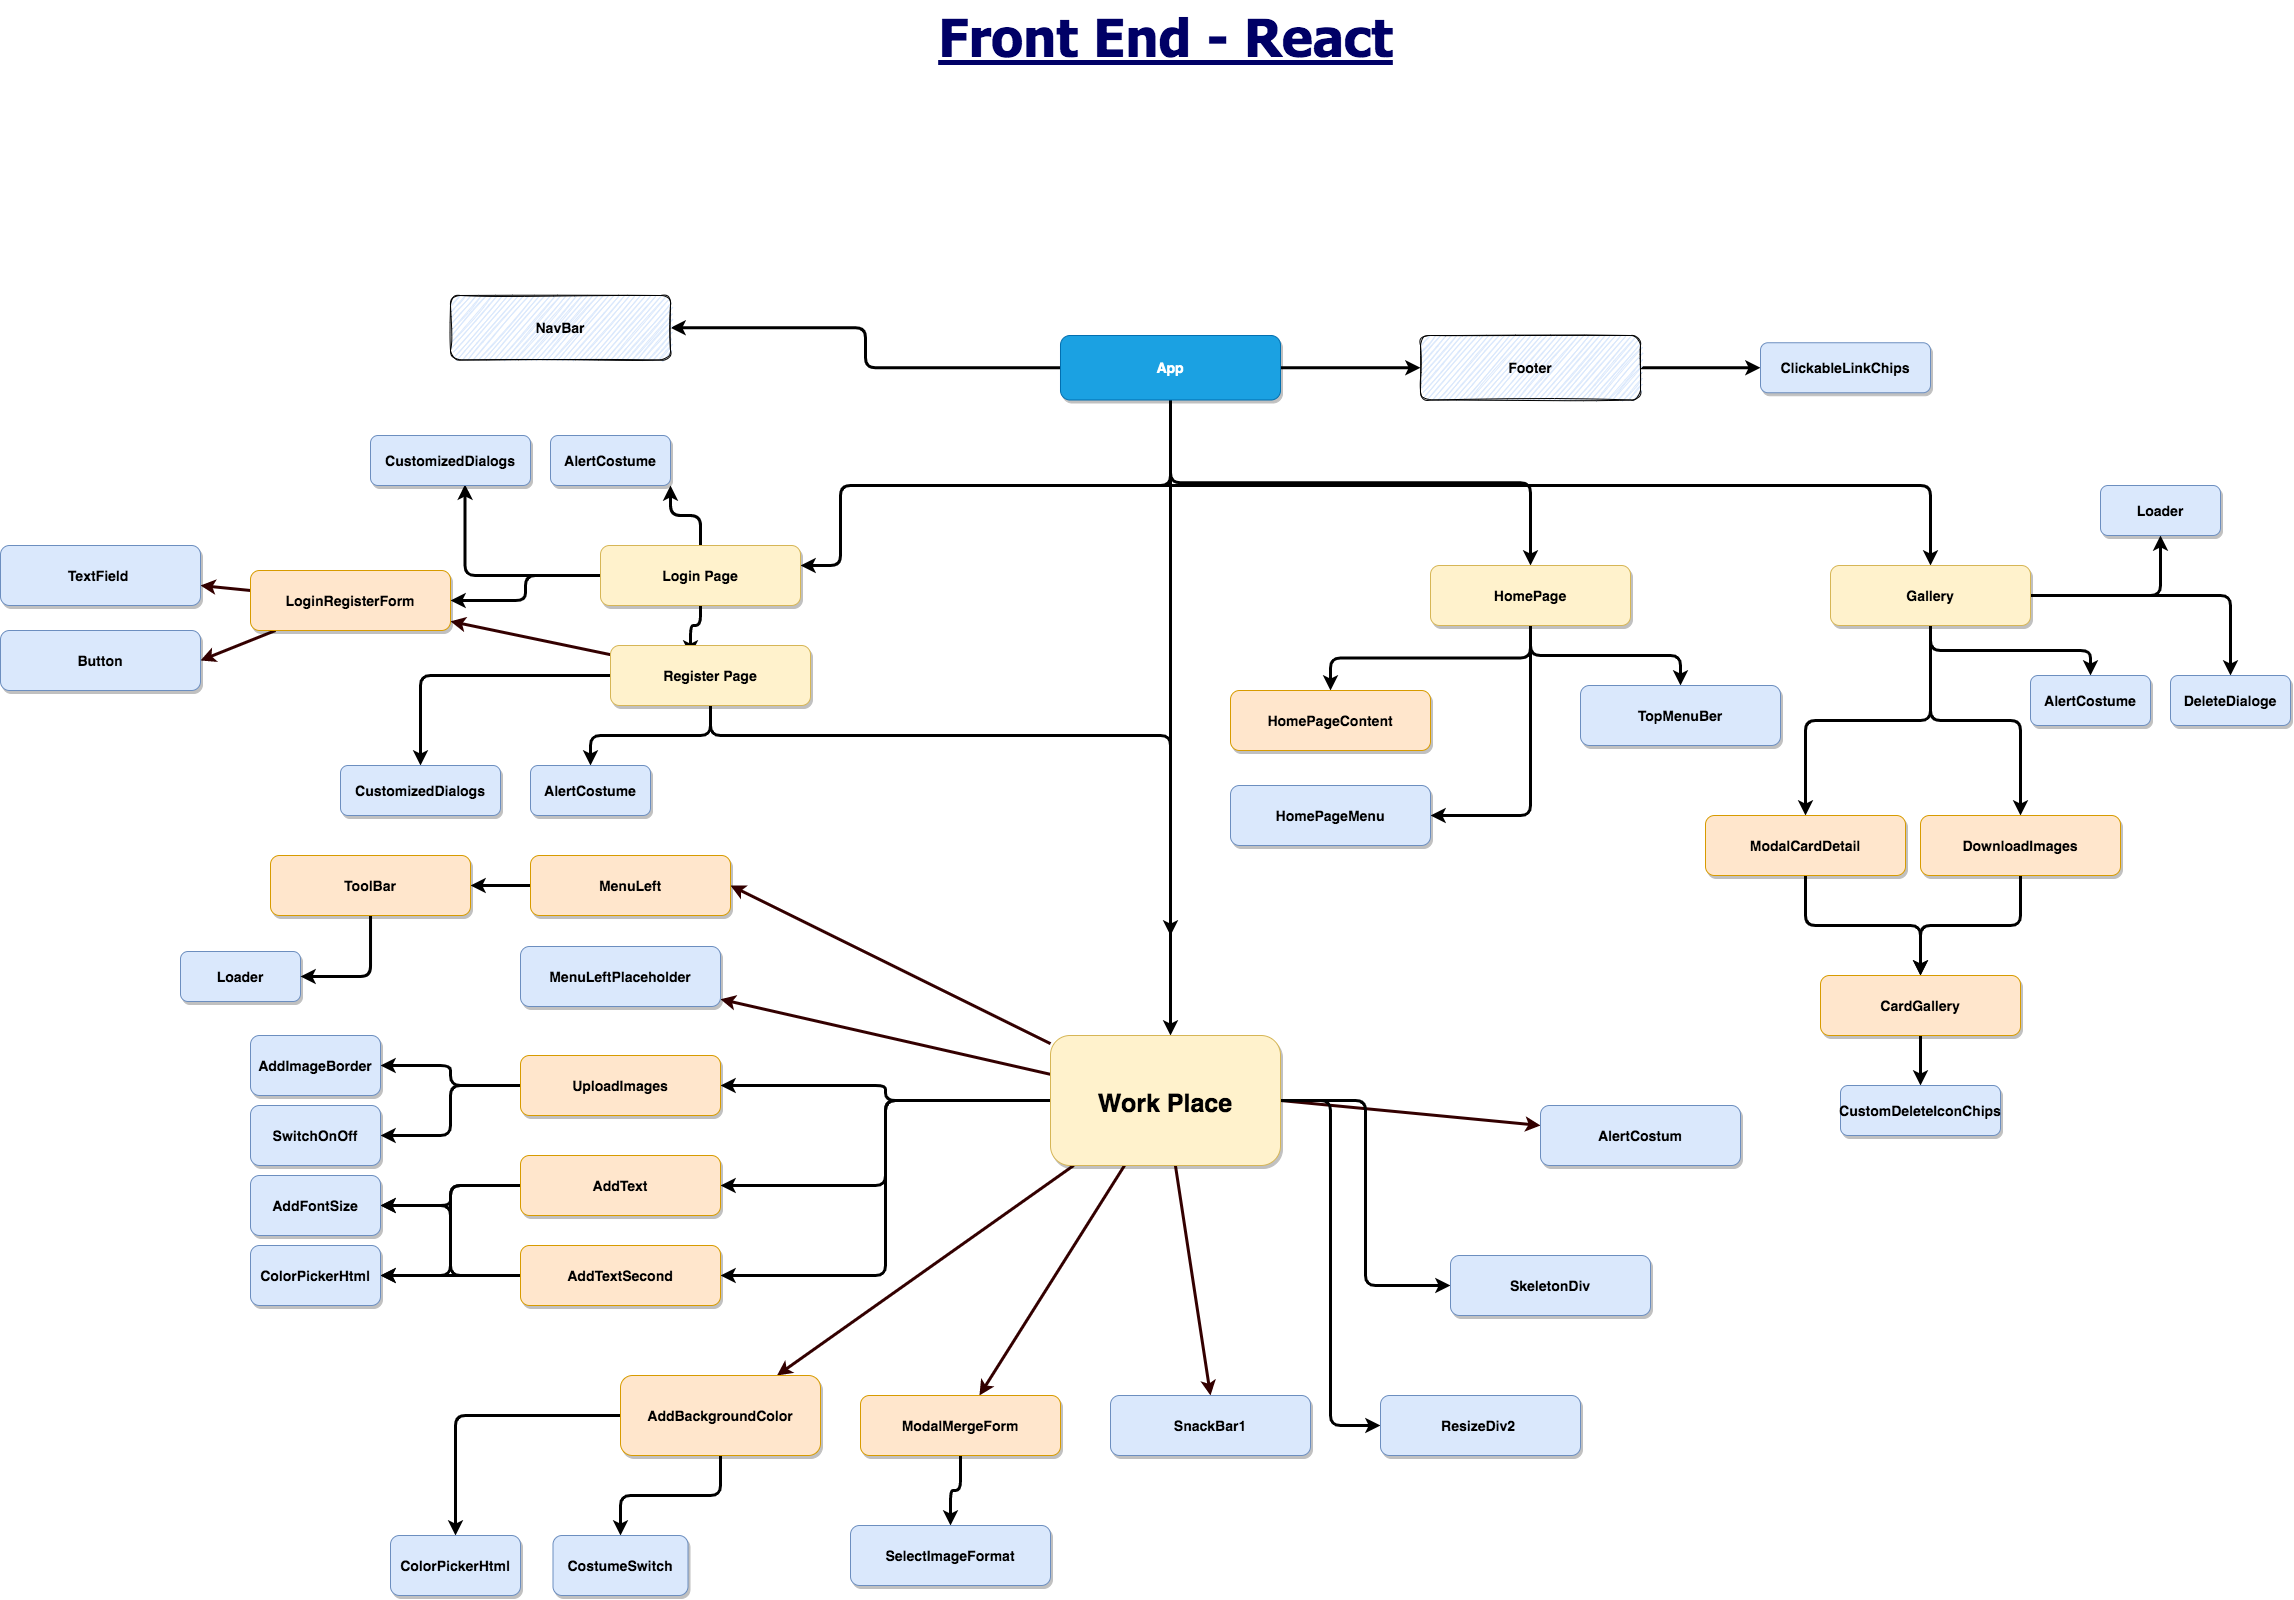 Front End - React
NavBar
App
Footer
ClickableLinkChips
CustomizedDialogs
AlertCostume
Loader
TextField
LoginRegisterForm
Login Page
HomePage
Gallery
Button
Register Page
HomePageContent
TopMenuBer
AlertCostume
DeleteDialoge
CustomizedDialogs
AlertCostume
HomePageMenu
ModalCardDetail
DownloadImages
ToolBar
MenuLeft
Loader
MenuLeftPlaceholder
CardGallery
AddImageBorder
UploadImages
Work Place
CustomDeleteIconChips
SwitchOnOff
AlertCostum
AddFontSize
AddText
ColorPickerHtml
AddTextSecond
SkeletonDiv
AddBackgroundColor
ModalMergeForm
SnackBar1
ResizeDiv2
ColorPickerHtml
CostumeSwitch
SelectImageFormat